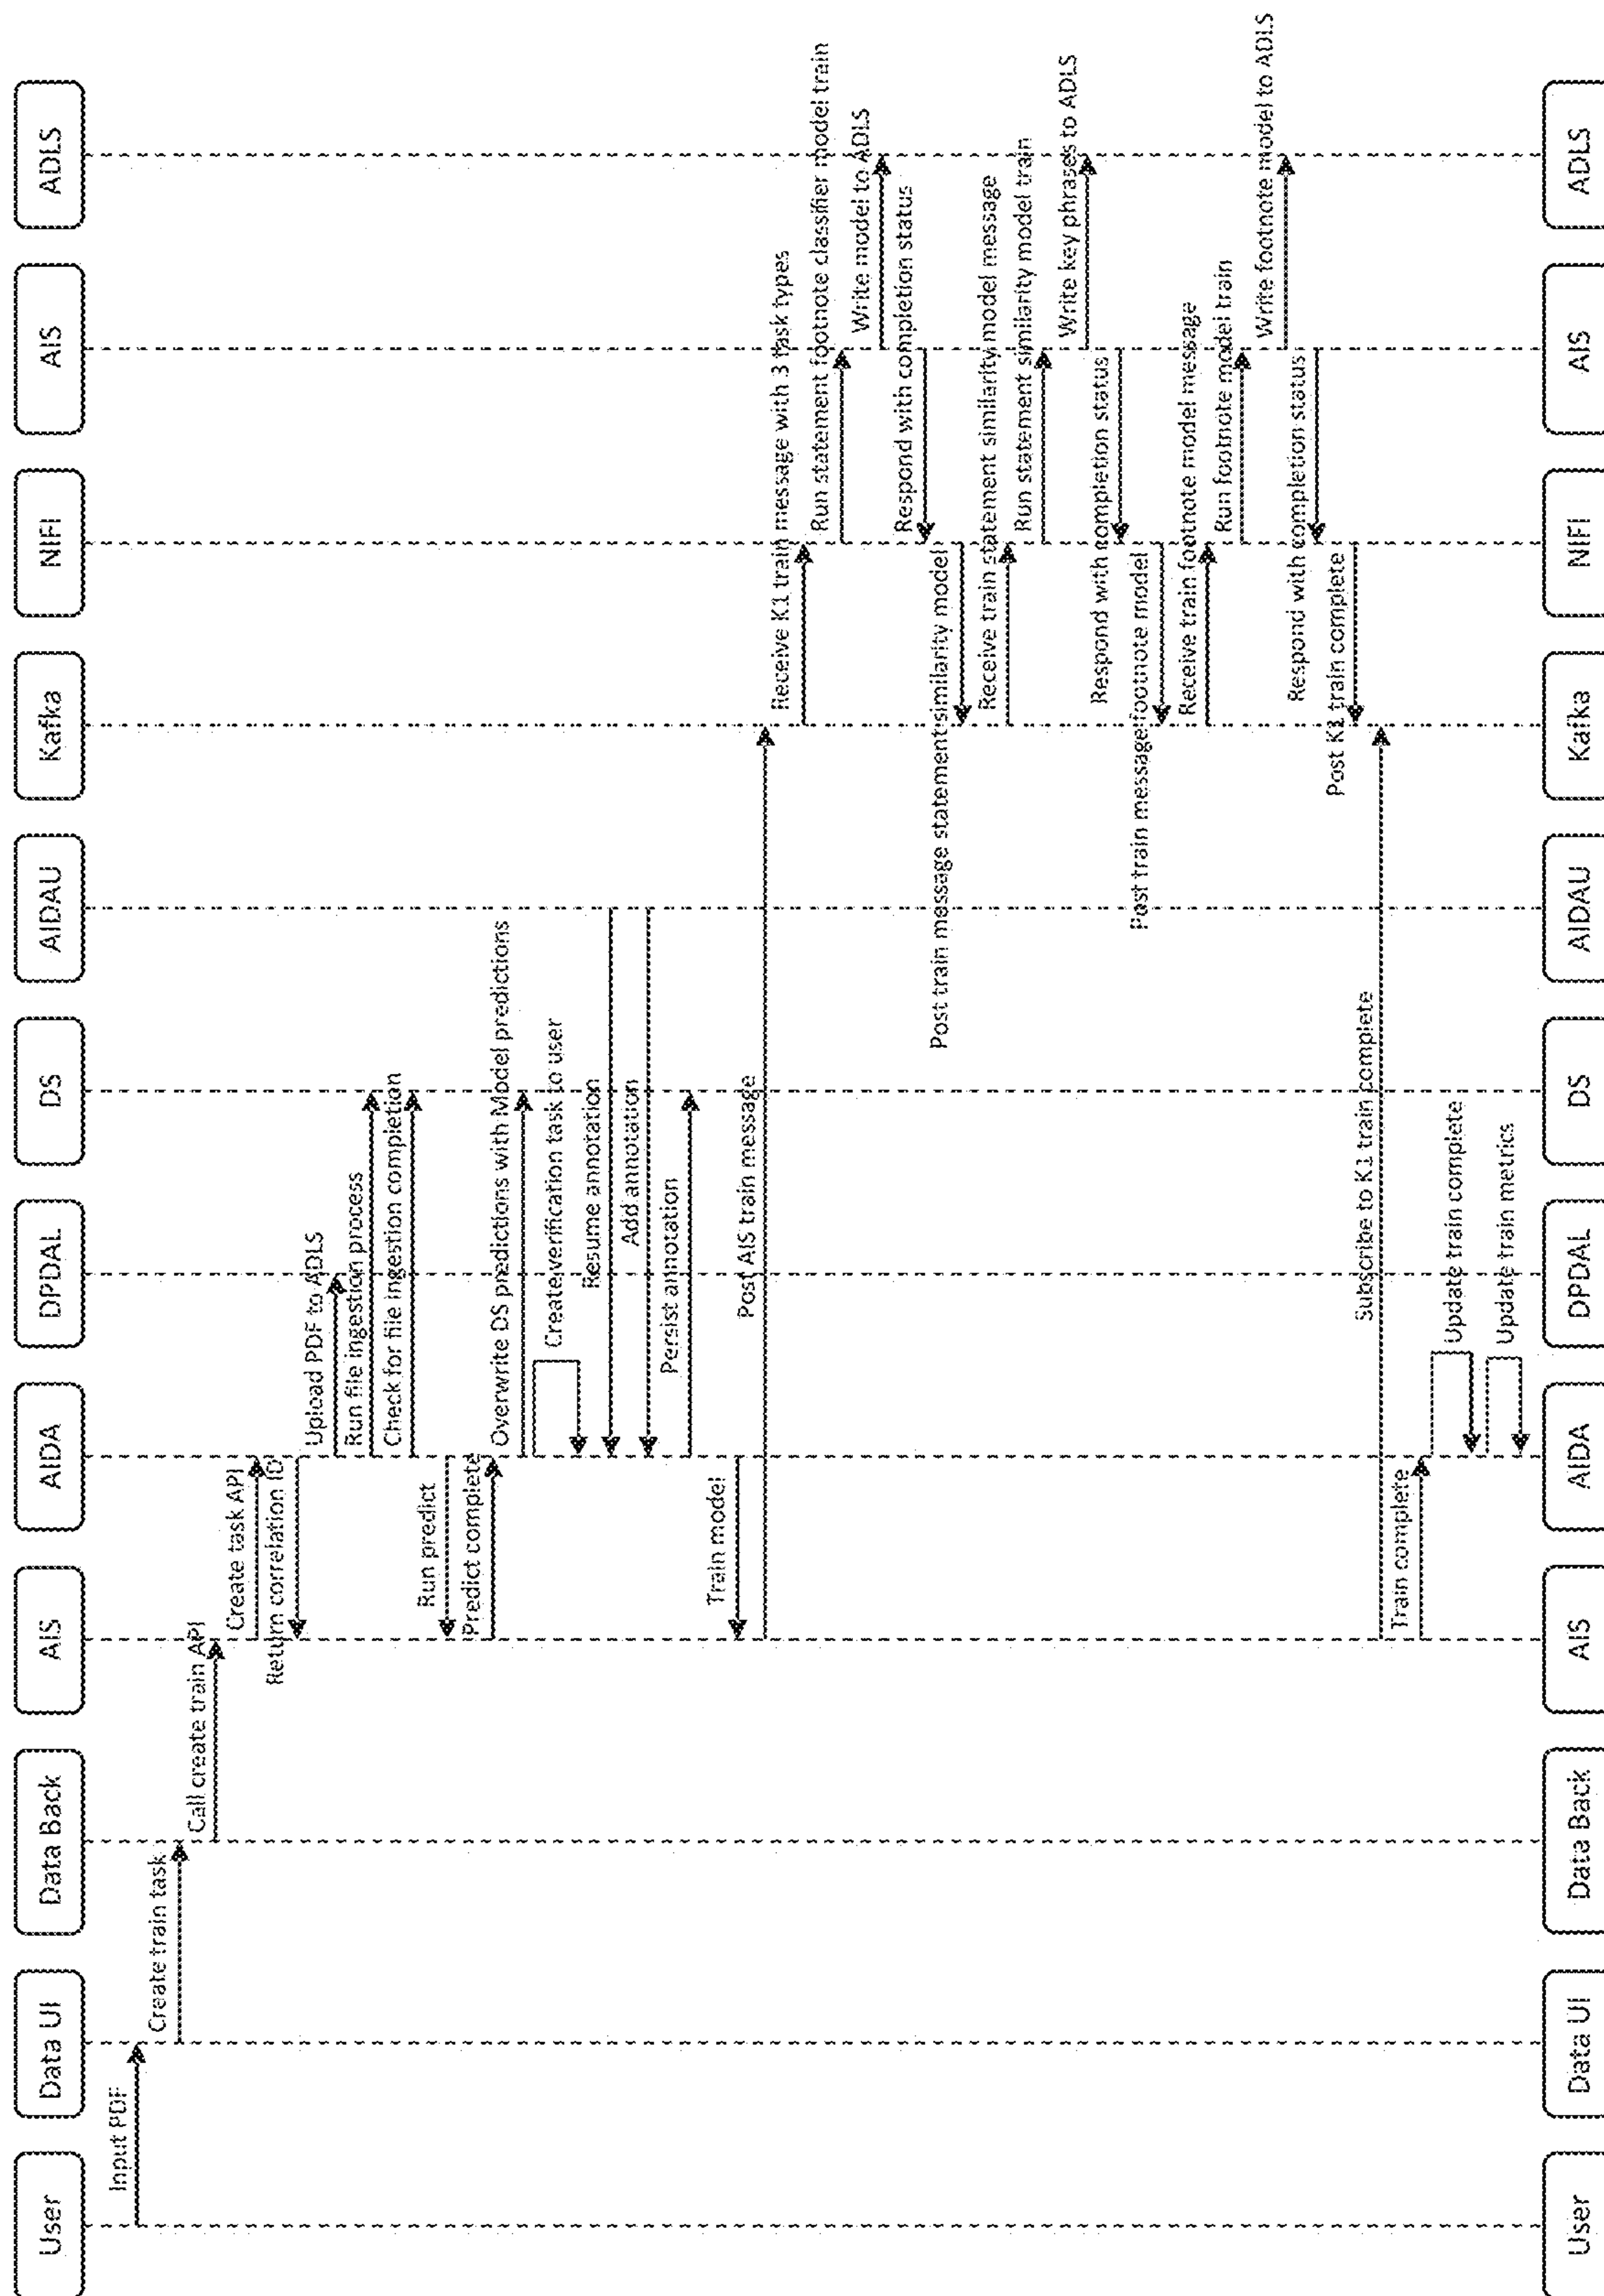 User
Data UI
Data Back
AIS
AIDA
DPDAL
DS
AIDAU
Kafka
NIFI
AIS
ADLS
Input PDF
Create train task
Call create train API
Create task API
Return correlation ID
Upload PDF to ADLS
Run file ingestion process
Check for file ingestion completion
Run predict
Predict complete
Overwrite DS predictions with Model predictions
Create verification task to user
Resume annotation
Add annotation
Persist annotation
Train model
Post AIS train message
Receive K1 train message with 3 task types
Run statement footnote classifier model train
Write model to ADLS
Respond with completion status
Post train message statement similarity model
Receive train statement similarity model message
Run statement similarity model train
Write key phrases to ADLS
Respond with completion status
Post train message footnote model
Receive train footnote model message
Run footnote model train
Write footnote model to ADLS
Respond with completion status
Post K1 train complete
Subscribe to K1 train complete
Train complete
Update train complete
Update train metrics
User
Data UI
Data Back
AIS
AIDA
DPDAL
DS
AIDAU
Kafka
NIFI
AIS
ADLS